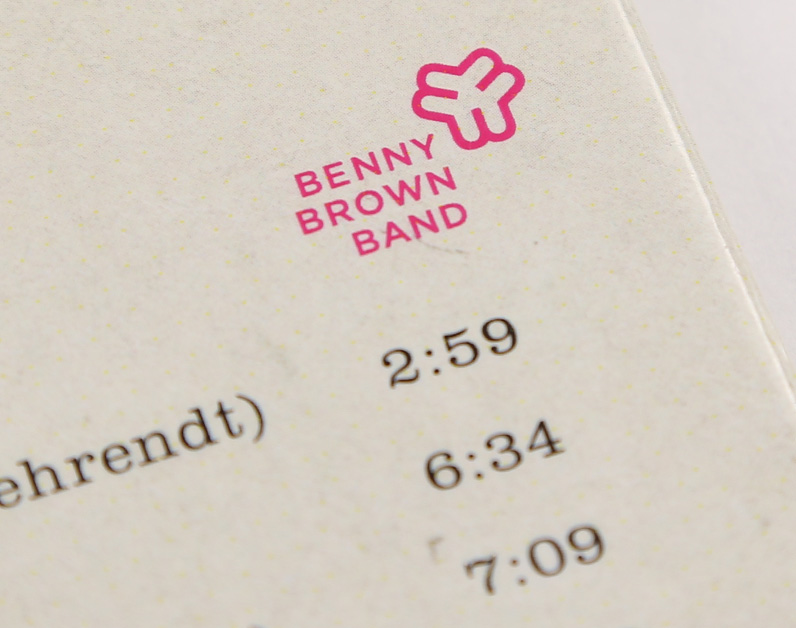 BENNY
BROWN
BAND
2:59
ehrendt)
6:34
7:09